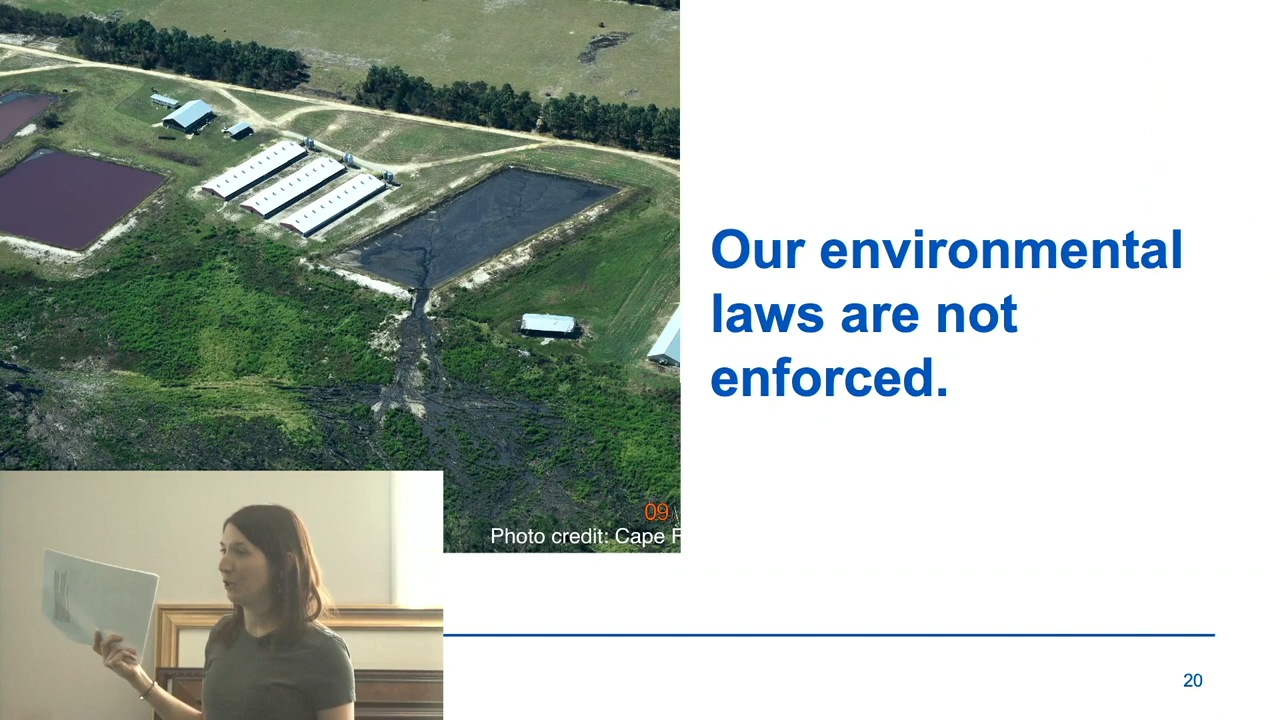 Our environmental
laws are not
enforced.
09
Photo credit: Cape
20